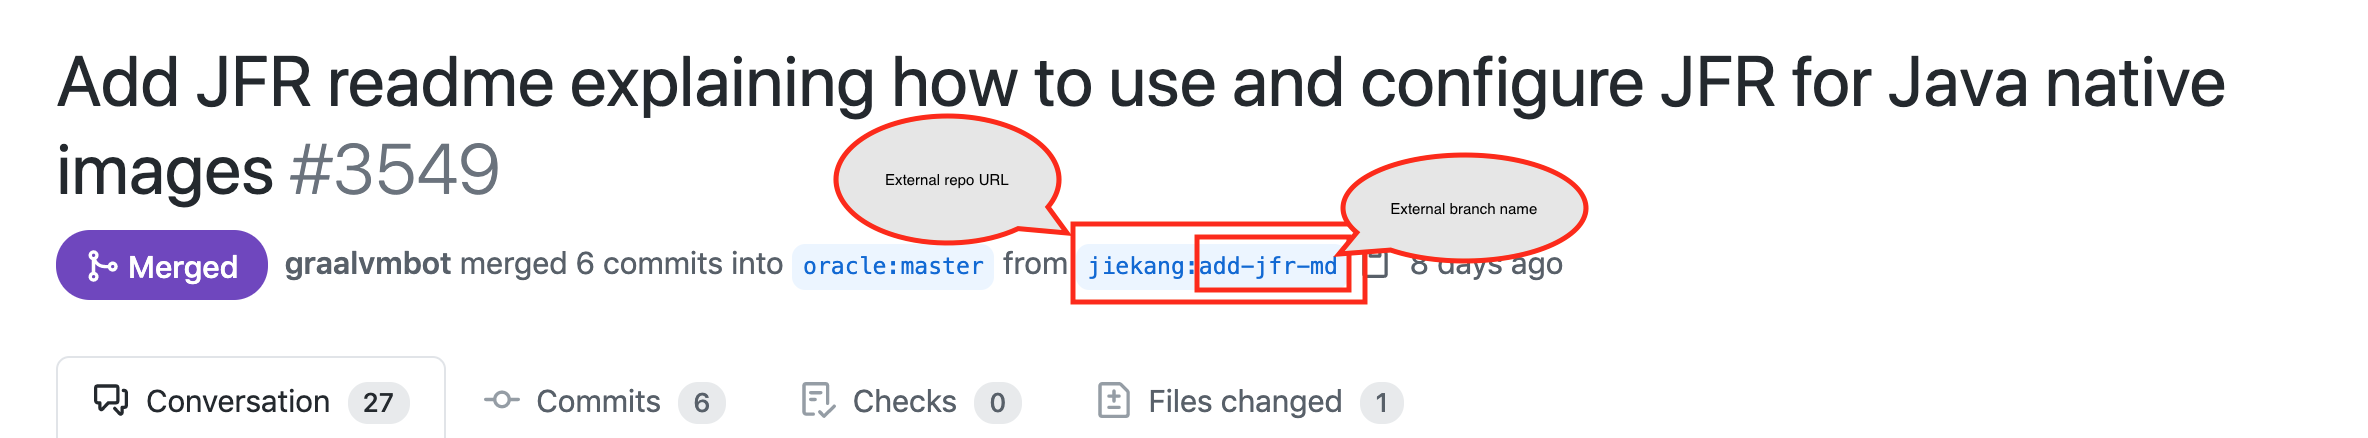 Add JFR readme explaining how to use and configure JFR for Java native
images #3549
External repo URL
External branch name
Merged graalvmbot merged 6 commits into oracle:master from jiekang:add-jfr-md 8 days ago
Conversation 27 Commits 6 Checks 0 Files changed 1